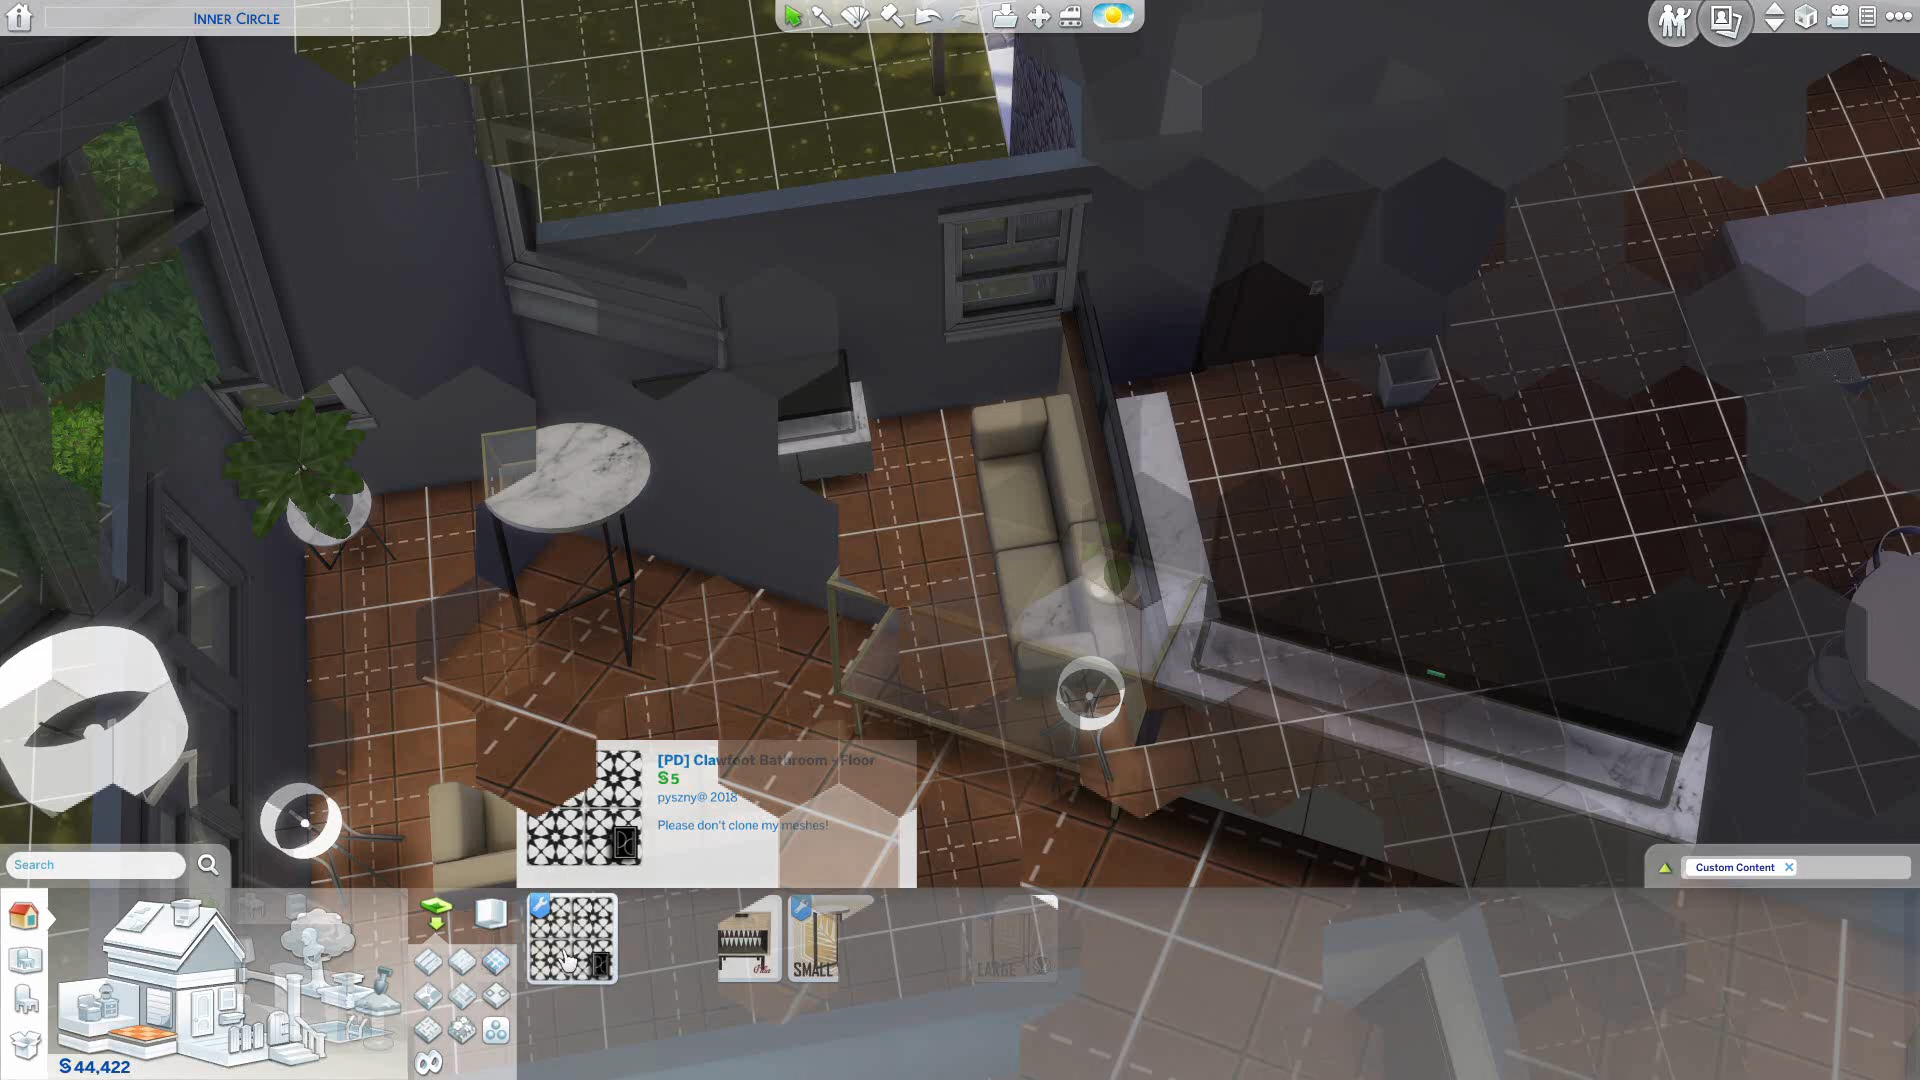 INNER CIRCLE
[PD] Clawfoot Bathroom - Floor
§5
pyszny@ 2018
Please don't clone my meshes!
Search
Custom Content
SMALL
LARGE
§44,422